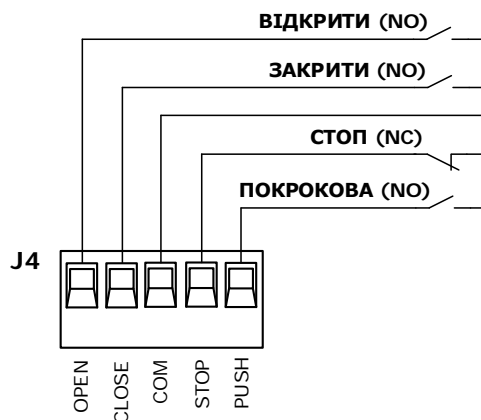 ВІДКРИТИ (NO)
ЗАКРИТИ (NO)
СТОП (NC)
ПОКРОКОВА (NO)
J4
OPEN
CLOSE
COM
STOP
PUSH